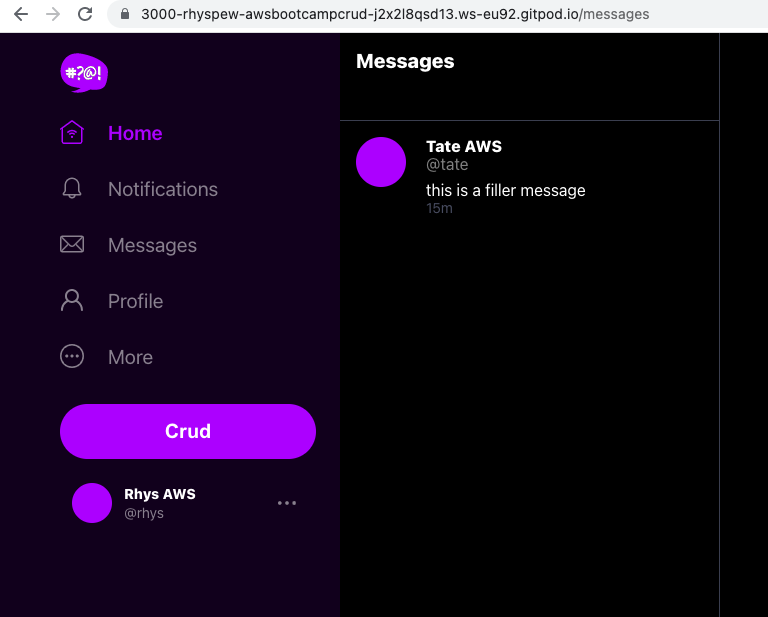 3000-rhyspew-awsbootcampcrud-j2x2l8qsd13.ws-eu92.gitpod.io/messages
#?@!
Home
Notifications
Messages
Profile
More
Crud
Rhys AWS
@rhys
Messages
Tate AWS
@tate
this is a filler message
15m